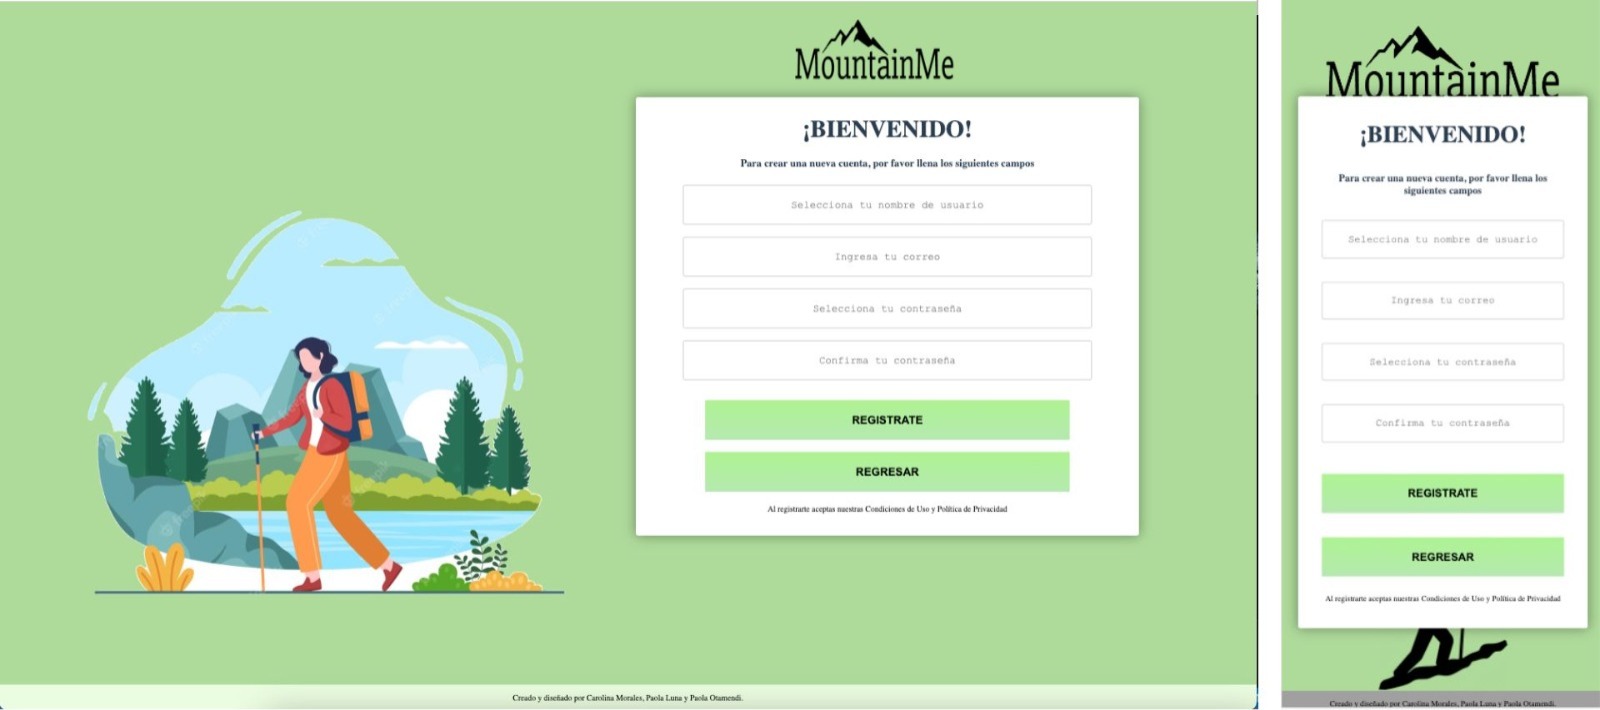 MountainMe
¡BIENVENIDO!
Para crear una nueva cuenta, por favor llena los siguientes campos
Selecciona tu nombre de usuario
Ingresa tu correo
Selecciona tu contraseña
Confirma tu contraseña
REGISTRATE
REGRESAR
Al registrarte aceptas nuestras Condiciones de Uso y Política de Privacidad
Creado y diseñado por Carolina Morales, Paola Luna y Paola Otamendi.
MountainMe
¡BIENVENIDO!
Para crear una nueva cuenta, por favor llena los
siguientes campos
Selecciona tu nombre de usuario
Ingresa tu correo
Selecciona tu contraseña
Confirma tu contraseña
REGISTRATE
REGRESAR
Al registrarte aceptas nuestras Condiciones de Uso y Política de Privacidad
Creado y diseñado por Carolina Morales, Paola Luna y Paola Otamendi.